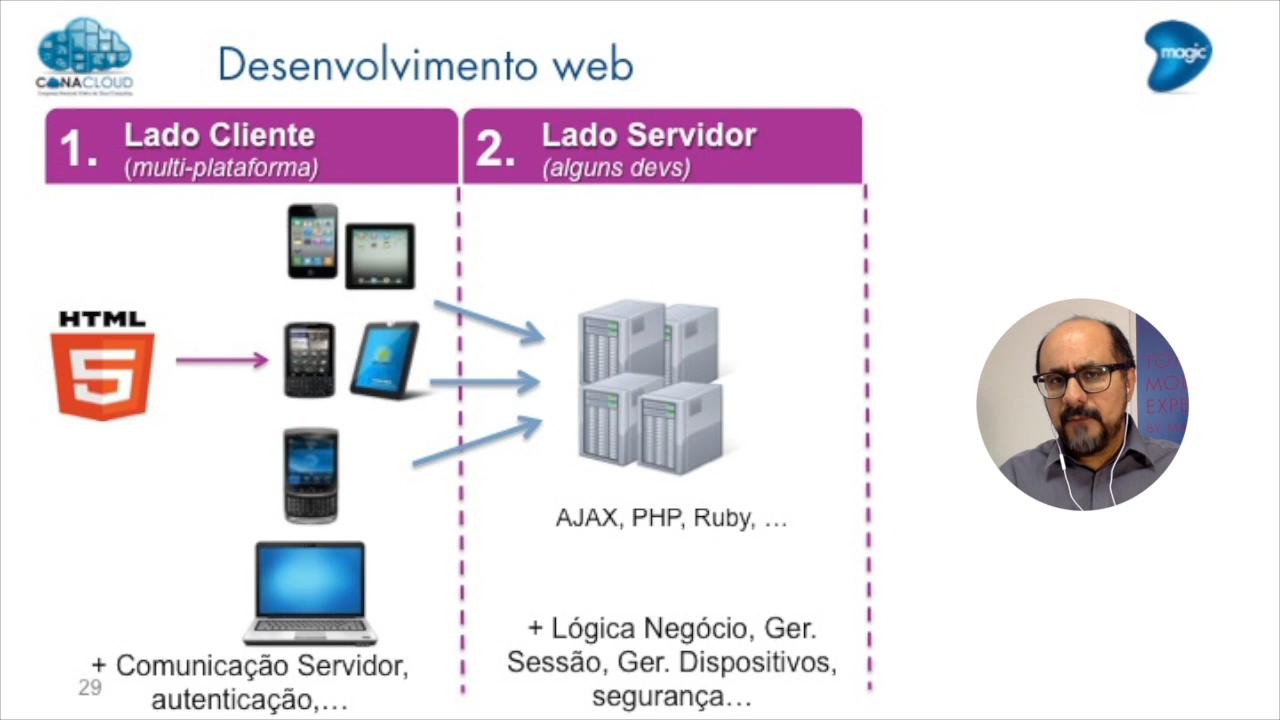 CONACLOUD
Desenvolvimento web
magic
1. Lado Cliente
(multi-plataforma)
2. Lado Servidor
(alguns devs)
HTML
5
AJAX, PHP, Ruby, ...
+ Comunicação Servidor,
autenticação,...
+ Lógica Negócio, Ger.
Sessão, Ger. Dispositivos,
segurança...
29